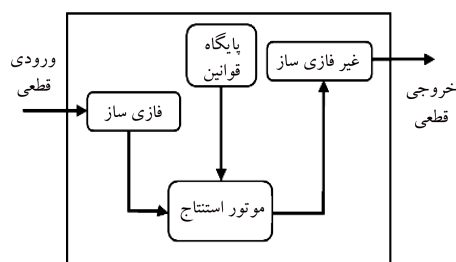 ورودی
قطعی
فازی ساز
پایگاه
قوانین
غیر فازی ساز
موتور استنتاج
خروجی
قطعی